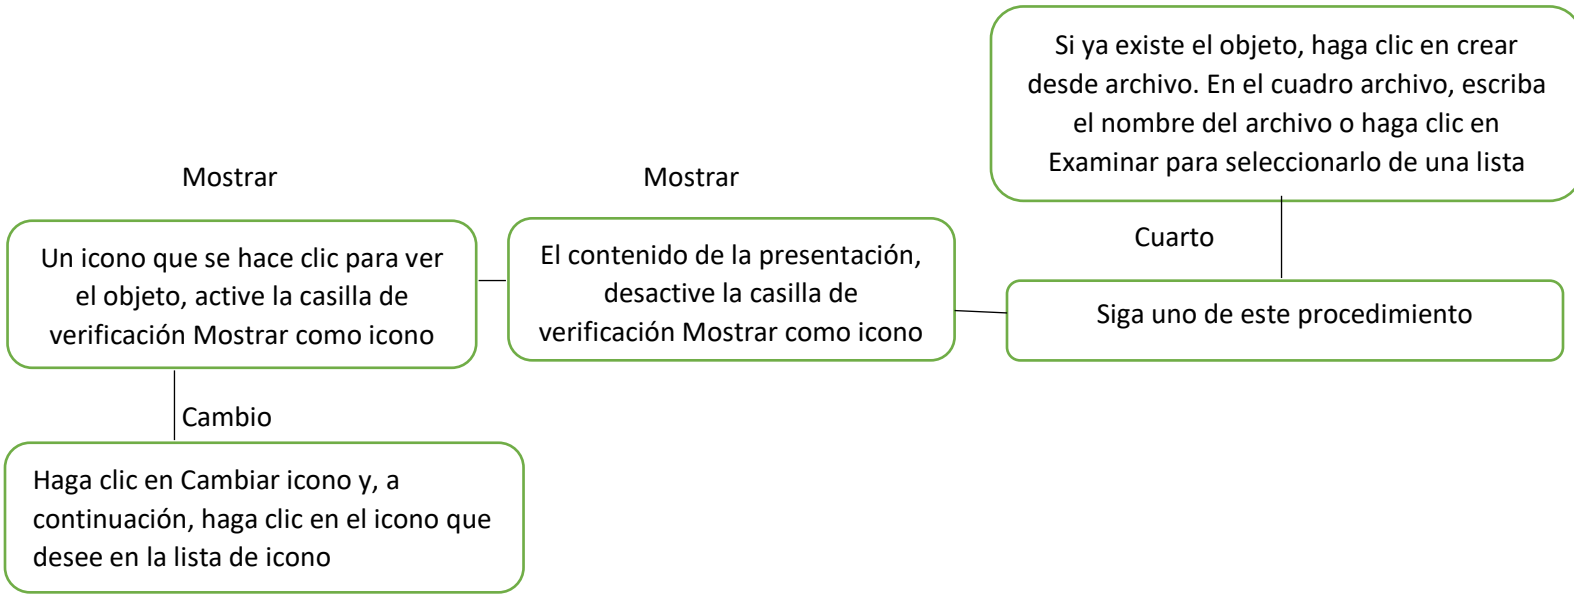 Si ya existe el objeto, haga clic en crear
desde archivo. En el cuadro archivo, escriba
el nombre del archivo o haga clic en
Examinar para seleccionarlo de una lista
Mostrar
Mostrar
Cuarto
Un icono que se hace clic para ver
el objeto, active la casilla de
verificación Mostrar como icono
El contenido de la presentación,
desactive la casilla de
verificación Mostrar como icono
Siga uno de este procedimiento
Cambio
Haga clic en Cambiar icono y, a
continuación, haga clic en el icono que
desee en la lista de icono